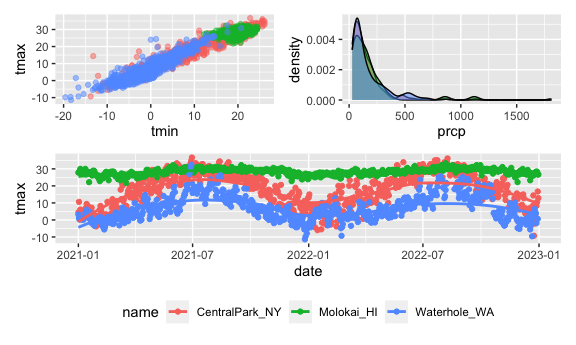 tmax
30
20
10
0
-10
-20 -10 0 10 20
tmin
density
0.004
0.002
0.000
0 500 1000 1500
prcp
tmax
30
20
10
0
-10
2021-01 2021-07 2022-01 2022-07 2023-01
date
name CentralPark_NY Molokai_HI Waterhole_WA